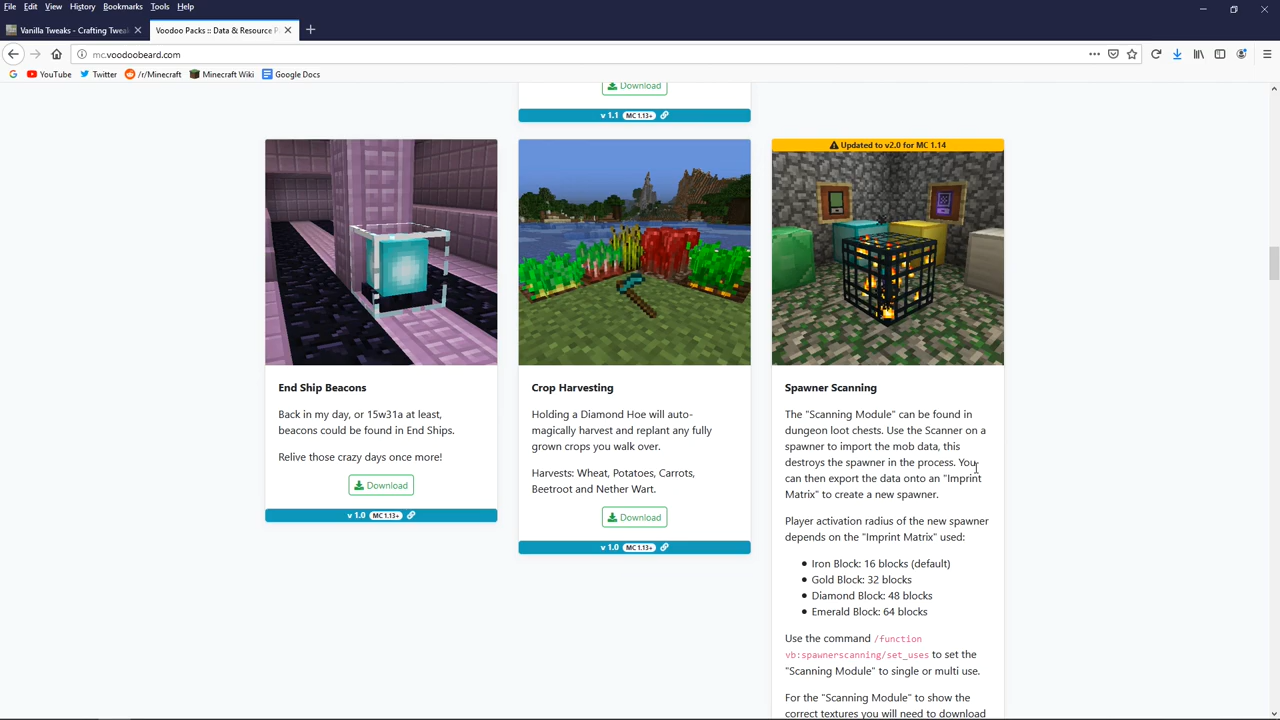 File Edit View History Bookmarks Tools Help
Vanilla Tweaks - Crafting Tweak
Voodoo Packs :: Data & Resource P
mc.voodoobeard.com
YouTube Twitter /r/Minecraft Minecraft Wiki Google Docs
Download
v 1.1 MC 1.13+
Updated to v2.0 for MC 1.14
End Ship Beacons
Back in my day, or 15w31a at least,
beacons could be found in End Ships.
Relive those crazy days once more!
Download
v 1.0 MC 1.13+
Crop Harvesting
Holding a Diamond Hoe will auto-
magically harvest and replant any fully
grown crops you walk over.
Harvests: Wheat, Potatoes, Carrots,
Beetroot and Nether Wart.
Download
v 1.0 MC 1.13+
Spawner Scanning
The "Scanning Module" can be found in
dungeon loot chests. Use the Scanner on a
spawner to import the mob data, this
destroys the spawner in the process. You
can then export the data onto an "Imprint
Matrix" to create a new spawner.
Player activation radius of the new spawner
depends on the "Imprint Matrix" used:
Iron Block: 16 blocks (default)
Gold Block: 32 blocks
Diamond Block: 48 blocks
Emerald Block: 64 blocks
Use the command /function
vb:spawnerscanning/set_uses to set the
"Scanning Module" to single or multi use.
For the "Scanning Module" to show the
correct textures you will need to download